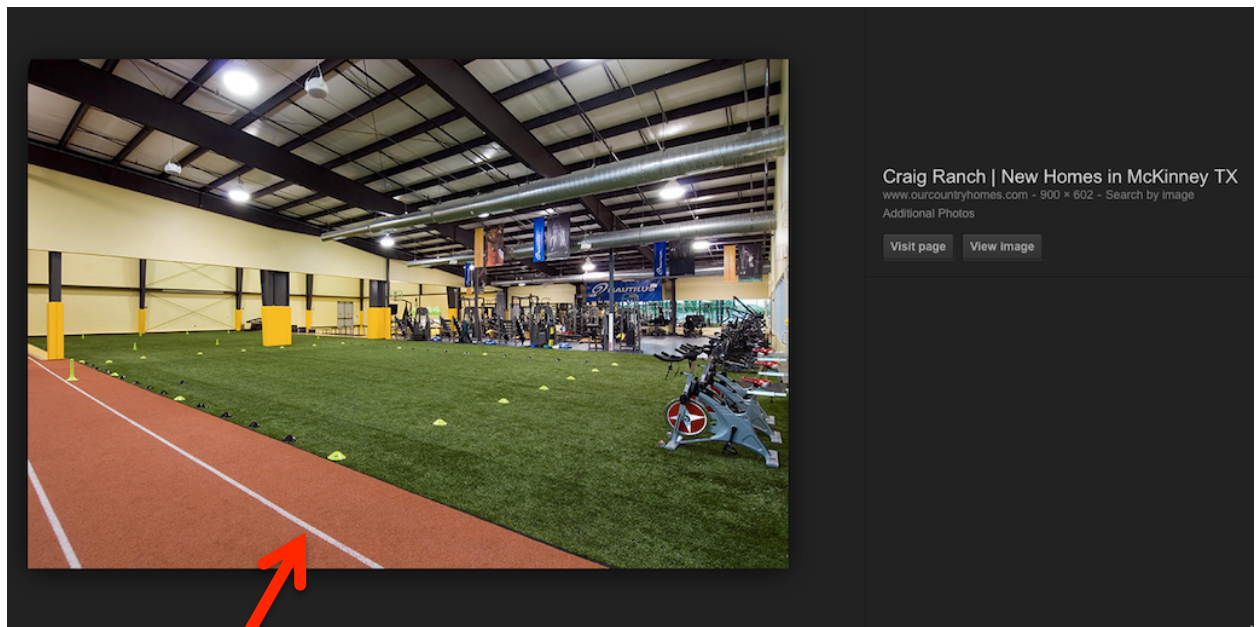 NAUTILUS
Craig Ranch | New Homes in McKinney TX
www.ourcountryhomes.com - 900 × 602 - Search by image
Additional Photos
Visit page View image